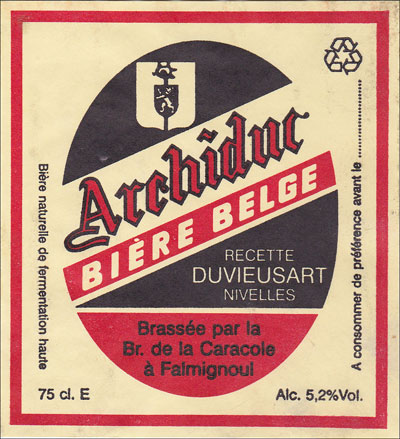 Archiduc
BIÈRE BELGE
RECETTE
DUVIEUSART
NIVELLES
Brassée par la
Br. de la Caracole
à Falmignoul
Bière naturelle de fermentation haute
A consommer de préférence avant le ........................
75 cl. E
Alc. 5,2%Vol.